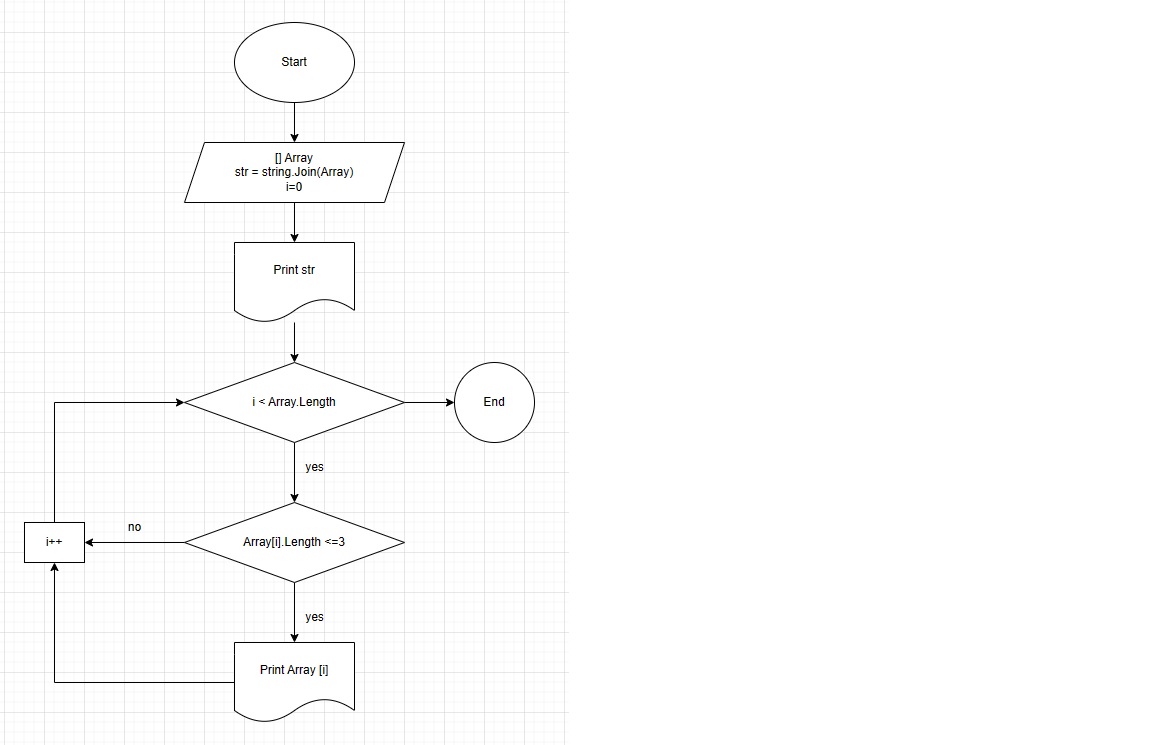 Start
[] Array
str = string.Join(Array)
i=0
Print str
i < Array.Length
End
yes
no
i++
Array[i].Length <=3
yes
Print Array [i]